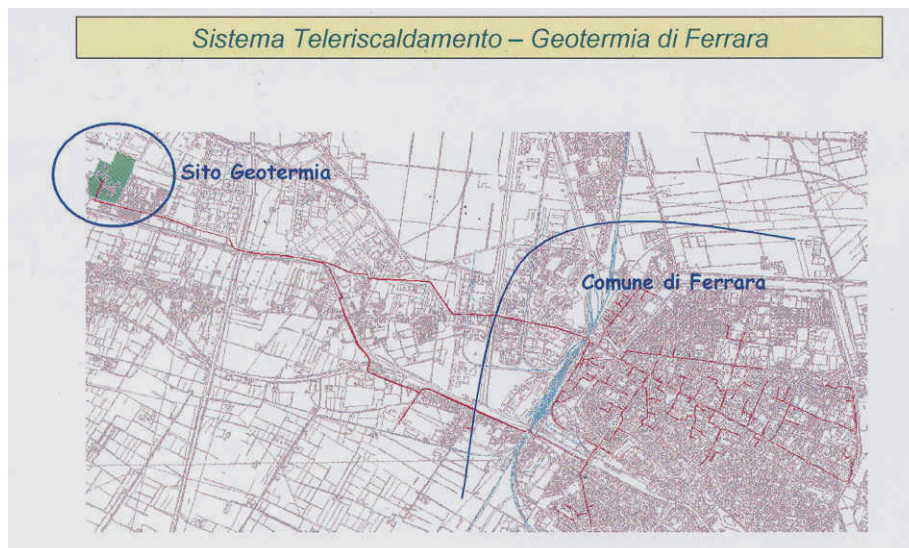 Sistema Teleriscaldamento – Geotermia di Ferrara
Sito Geotermia
Comune di Ferrara